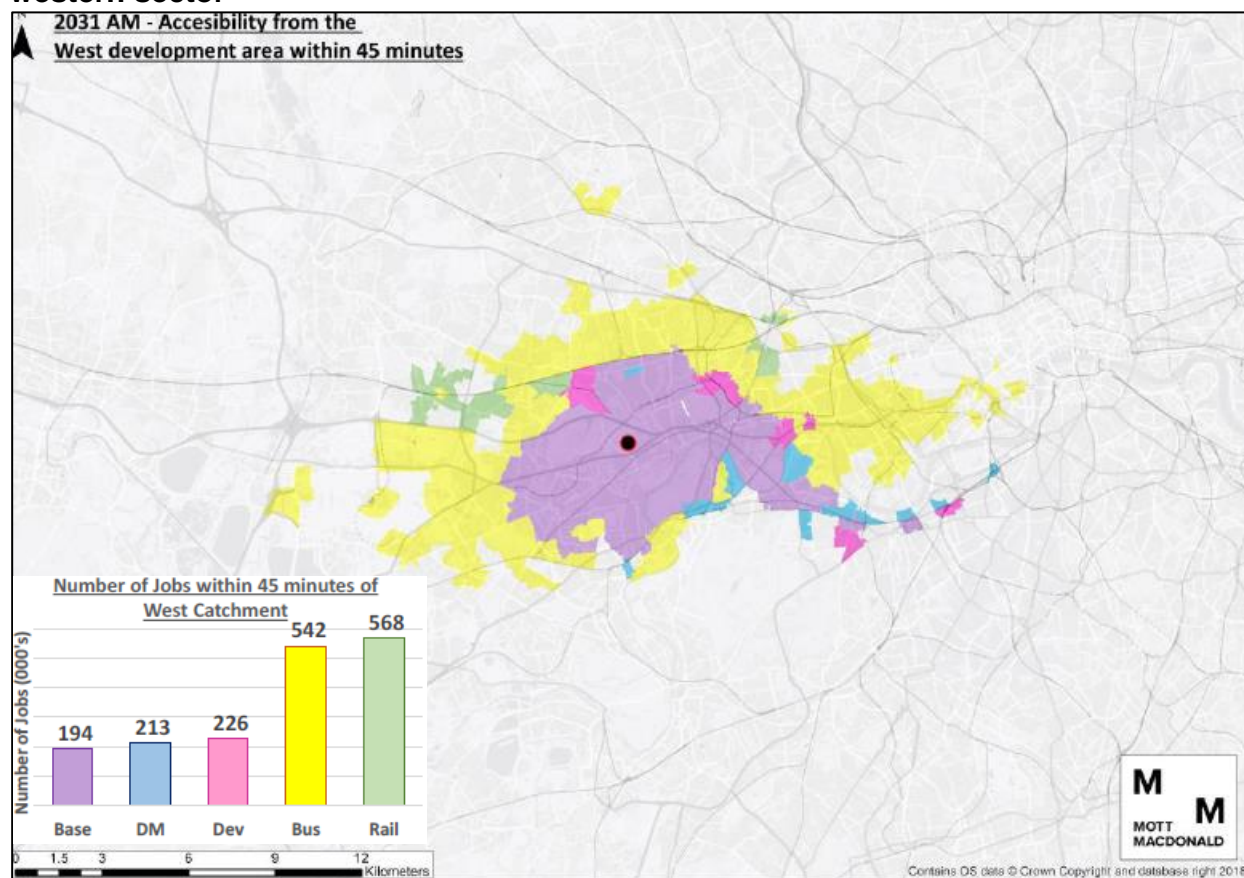 western sector
2031 AM - Accesibility from the
West development area within 45 minutes
Number of Jobs within 45 minutes of
West Catchment
Number of Jobs (000's)
194
213
226
542
568
Base
DM
Dev
Bus
Rail
0 1.5 3 6 9 12
Kilometers
M
M
MOTT
MACDONALD
Contains OS data © Crown Copyright and database right 2018